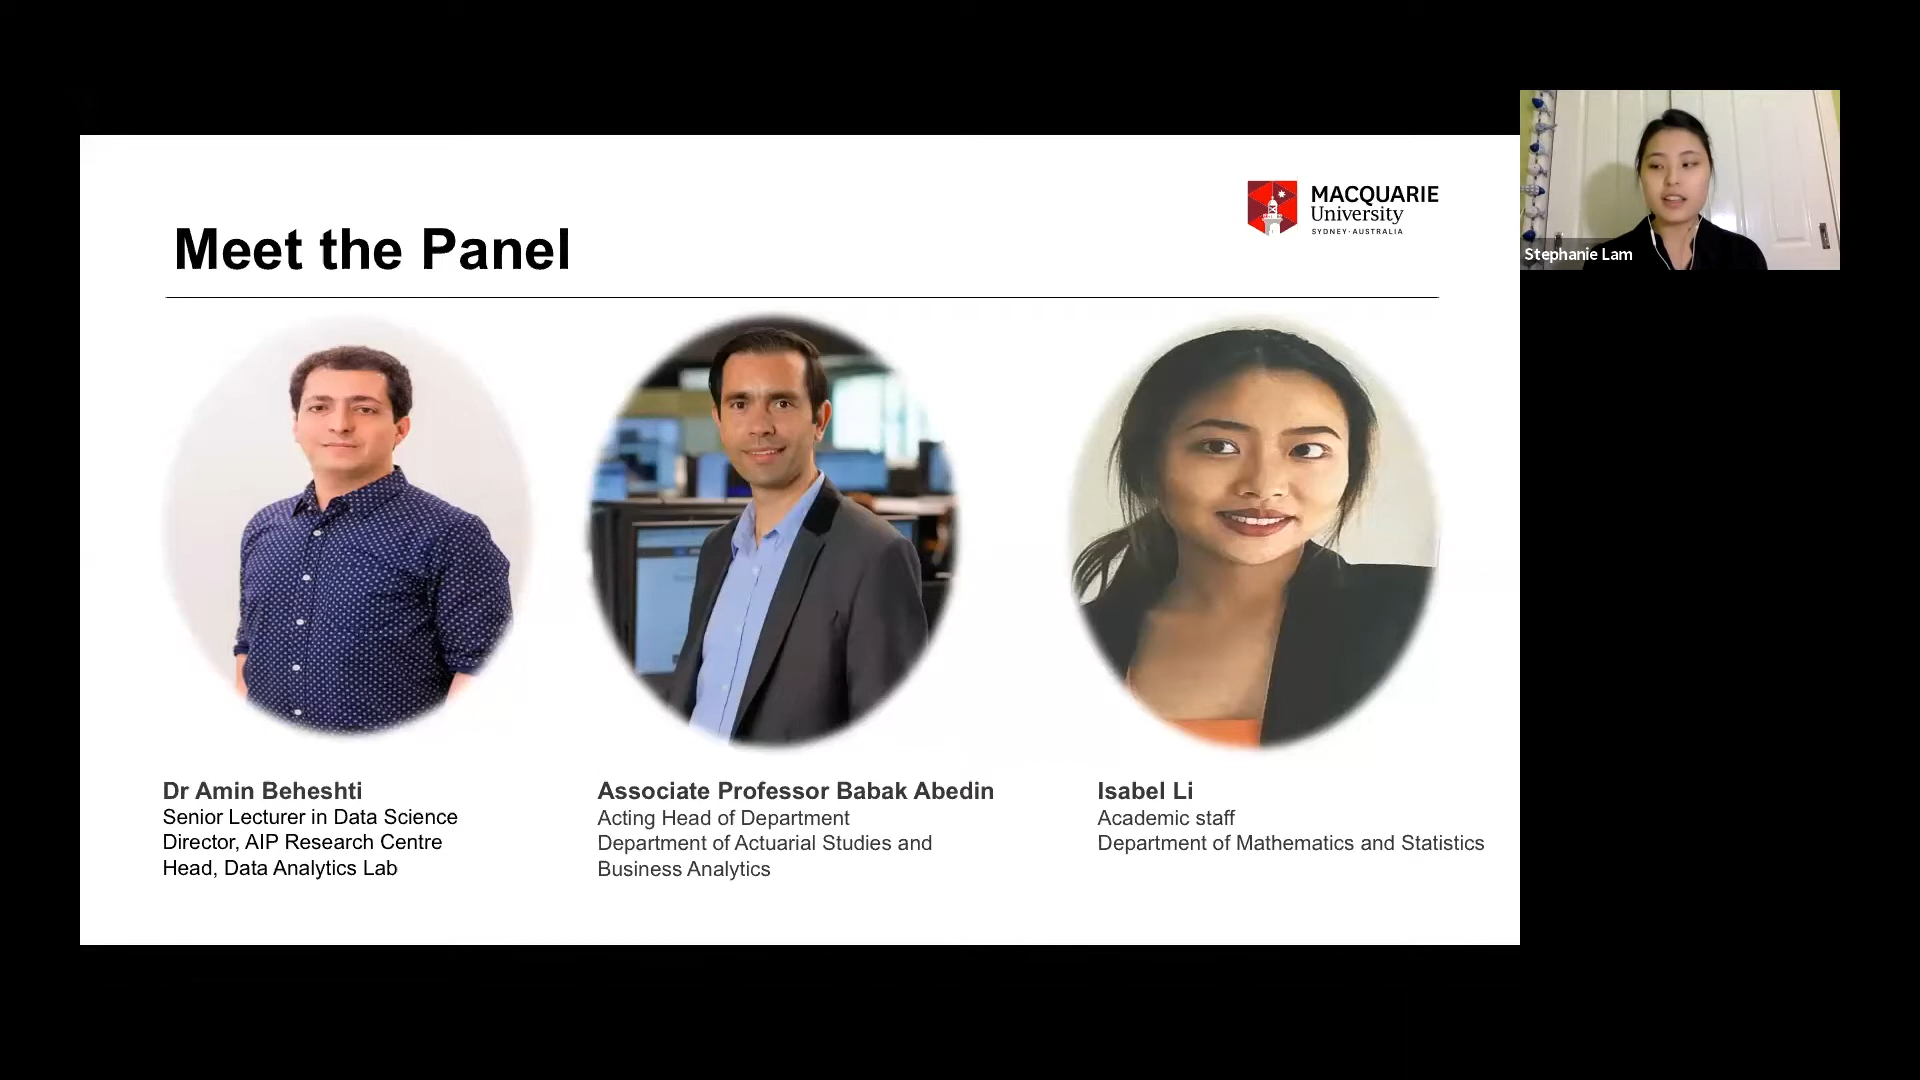 MACQUARIE
University
SYDNEY·AUSTRALIA
Meet the Panel
Stephanie Lam
Dr Amin Beheshti
Senior Lecturer in Data Science
Director, AIP Research Centre
Head, Data Analytics Lab
Associate Professor Babak Abedin
Acting Head of Department
Department of Actuarial Studies and
Business Analytics
Isabel Li
Academic staff
Department of Mathematics and Statistics